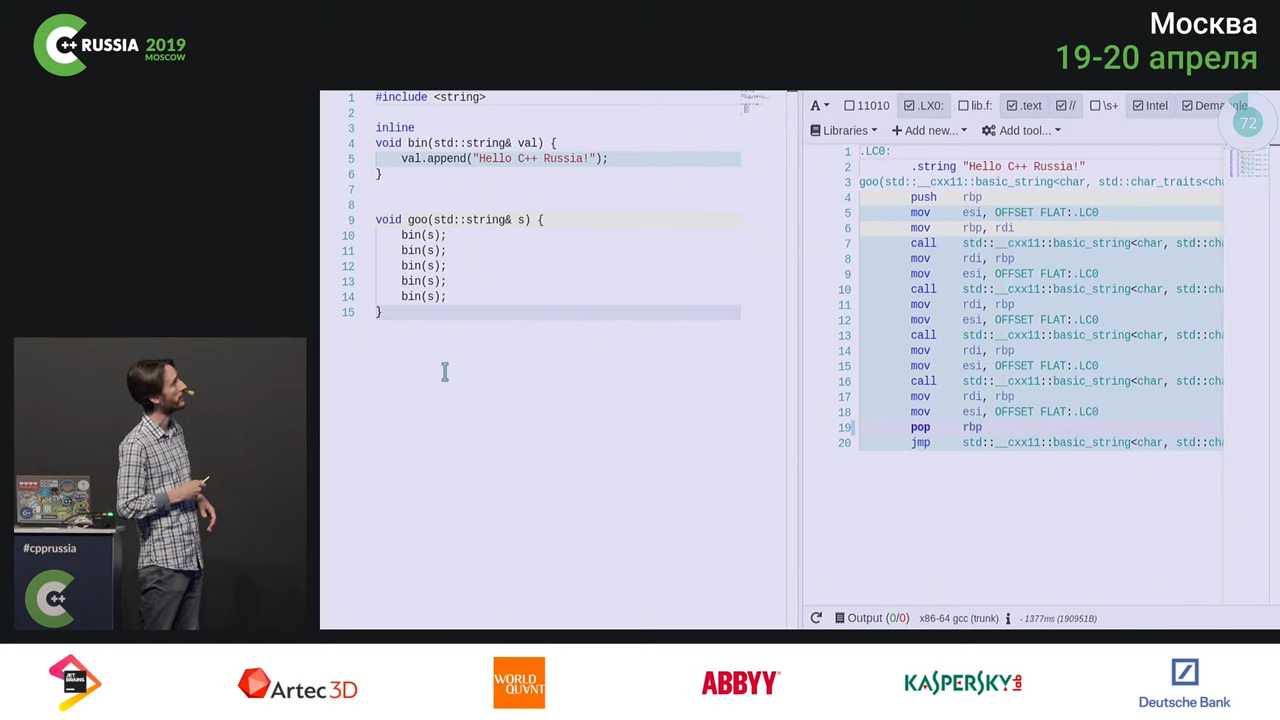 C++ RUSSIA 2019
MOSCOW
Москва
19-20 апреля
1 #include <string>
2
3 inline
4 void bin(std::string& val) {
5 val.append("Hello C++ Russia!");
6 }
7
8
9 void goo(std::string& s) {
10 bin(s);
11 bin(s);
12 bin(s);
13 bin(s);
14 bin(s);
15 }
A 11010 .LX0: lib.f: .text // \s+ Intel
72
Libraries + Add new... Add tool...
1 .LC0:
2 .string "Hello C++ Russia!"
3 goo(std::__cxx11::basic_string<char, std::char_traits<cha
4 push rbp
5 mov esi, OFFSET FLAT:.LC0
6 mov rbp, rdi
7 call std::__cxx11::basic_string<char, std::
8 mov rdi, rbp
9 mov esi, OFFSET FLAT:.LC0
10 call std::__cxx11::basic_string<char, std::
11 mov rdi, rbp
12 mov esi, OFFSET FLAT:.LC0
13 call std::__cxx11::basic_string<char, std::
14 mov rdi, rbp
15 mov esi, OFFSET FLAT:.LC0
16 call std::__cxx11::basic_string<char, std::
17 mov rdi, rbp
18 mov esi, OFFSET FLAT:.LC0
19 pop rbp
20 jmp std::__cxx11::basic_string<char, std::
Output (0/0) x86-64 gcc (trunk) i - 1377ms (190951B)
#cpprussia
C++
JET BRAINS
Artec3D
WORLD QUANT
ABBYY
KASPERSKY lab
Deutsche Bank